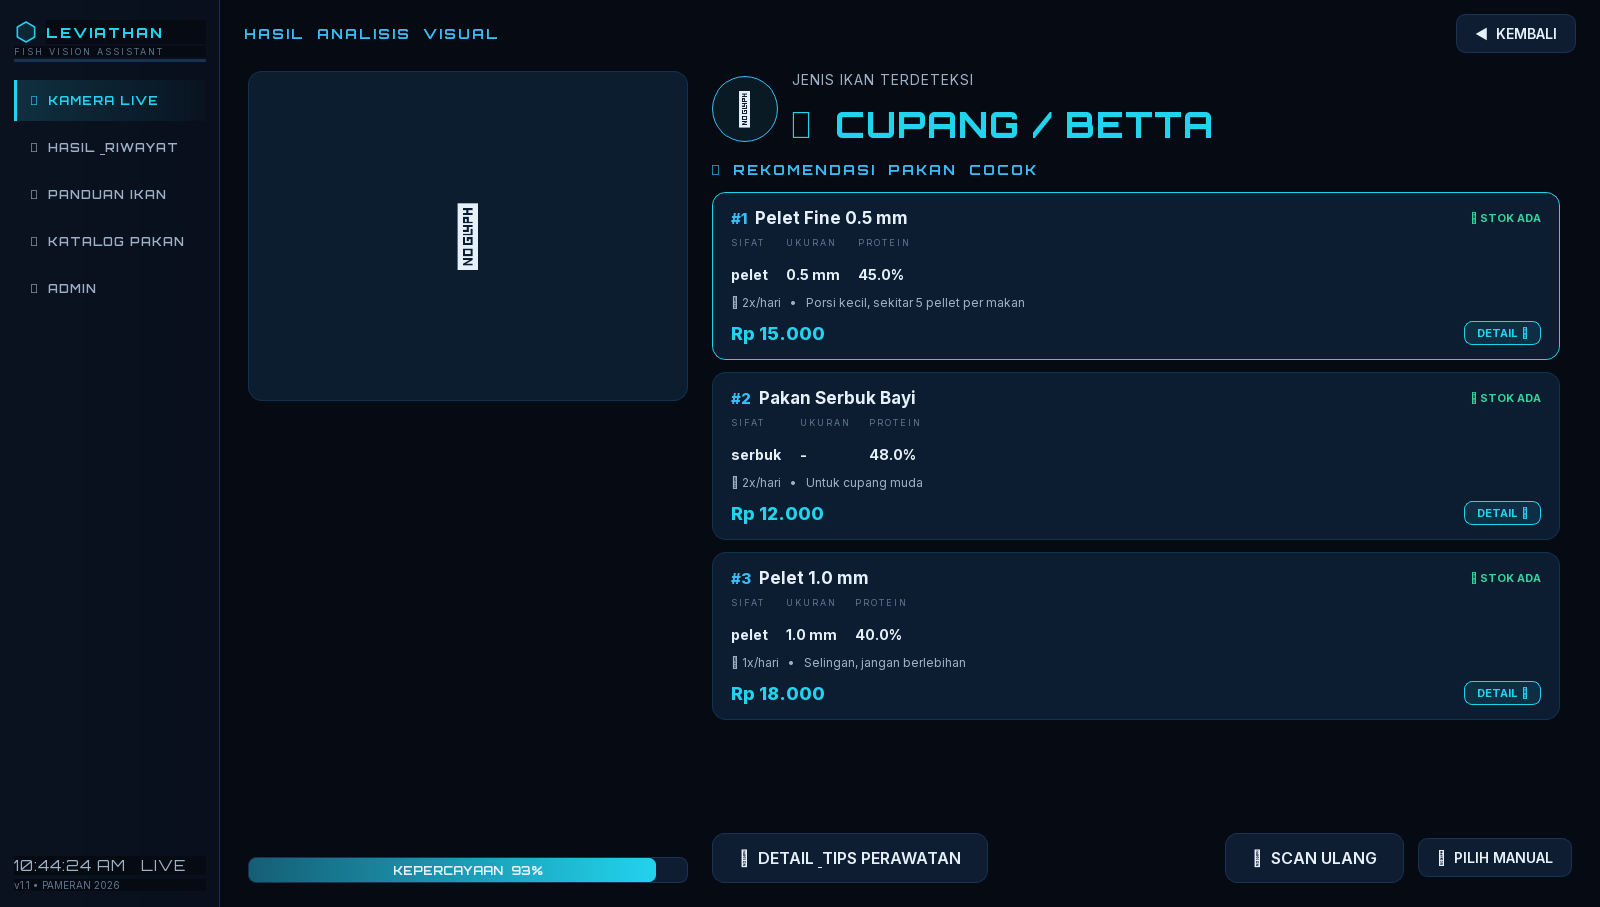 LEVIATHAN
FISH VISION ASSISTANT
KAMERA LIVE
HASIL _RIWAYAT
PANDUAN IKAN
KATALOG PAKAN
ADMIN
10:44:24 AM LIVE
v1.1 • PAMERAN 2026
HASIL ANALISIS VISUAL
◀ KEMBALI
NO GLYPH
KEPERCAYAAN 93%
NO GLYPH
JENIS IKAN TERDETEKSI
CUPANG / BETTA
REKOMENDASI PAKAN COCOK
#1 Pelet Fine 0.5 mm
STOK ADA
SIFAT UKURAN PROTEIN
pelet 0.5 mm 45.0%
2x/hari • Porsi kecil, sekitar 5 pellet per makan
Rp 15.000
DETAIL
#2 Pakan Serbuk Bayi
STOK ADA
SIFAT UKURAN PROTEIN
serbuk - 48.0%
2x/hari • Untuk cupang muda
Rp 12.000
DETAIL
#3 Pelet 1.0 mm
STOK ADA
SIFAT UKURAN PROTEIN
pelet 1.0 mm 40.0%
1x/hari • Selingan, jangan berlebihan
Rp 18.000
DETAIL
DETAIL _TIPS PERAWATAN
SCAN ULANG
PILIH MANUAL